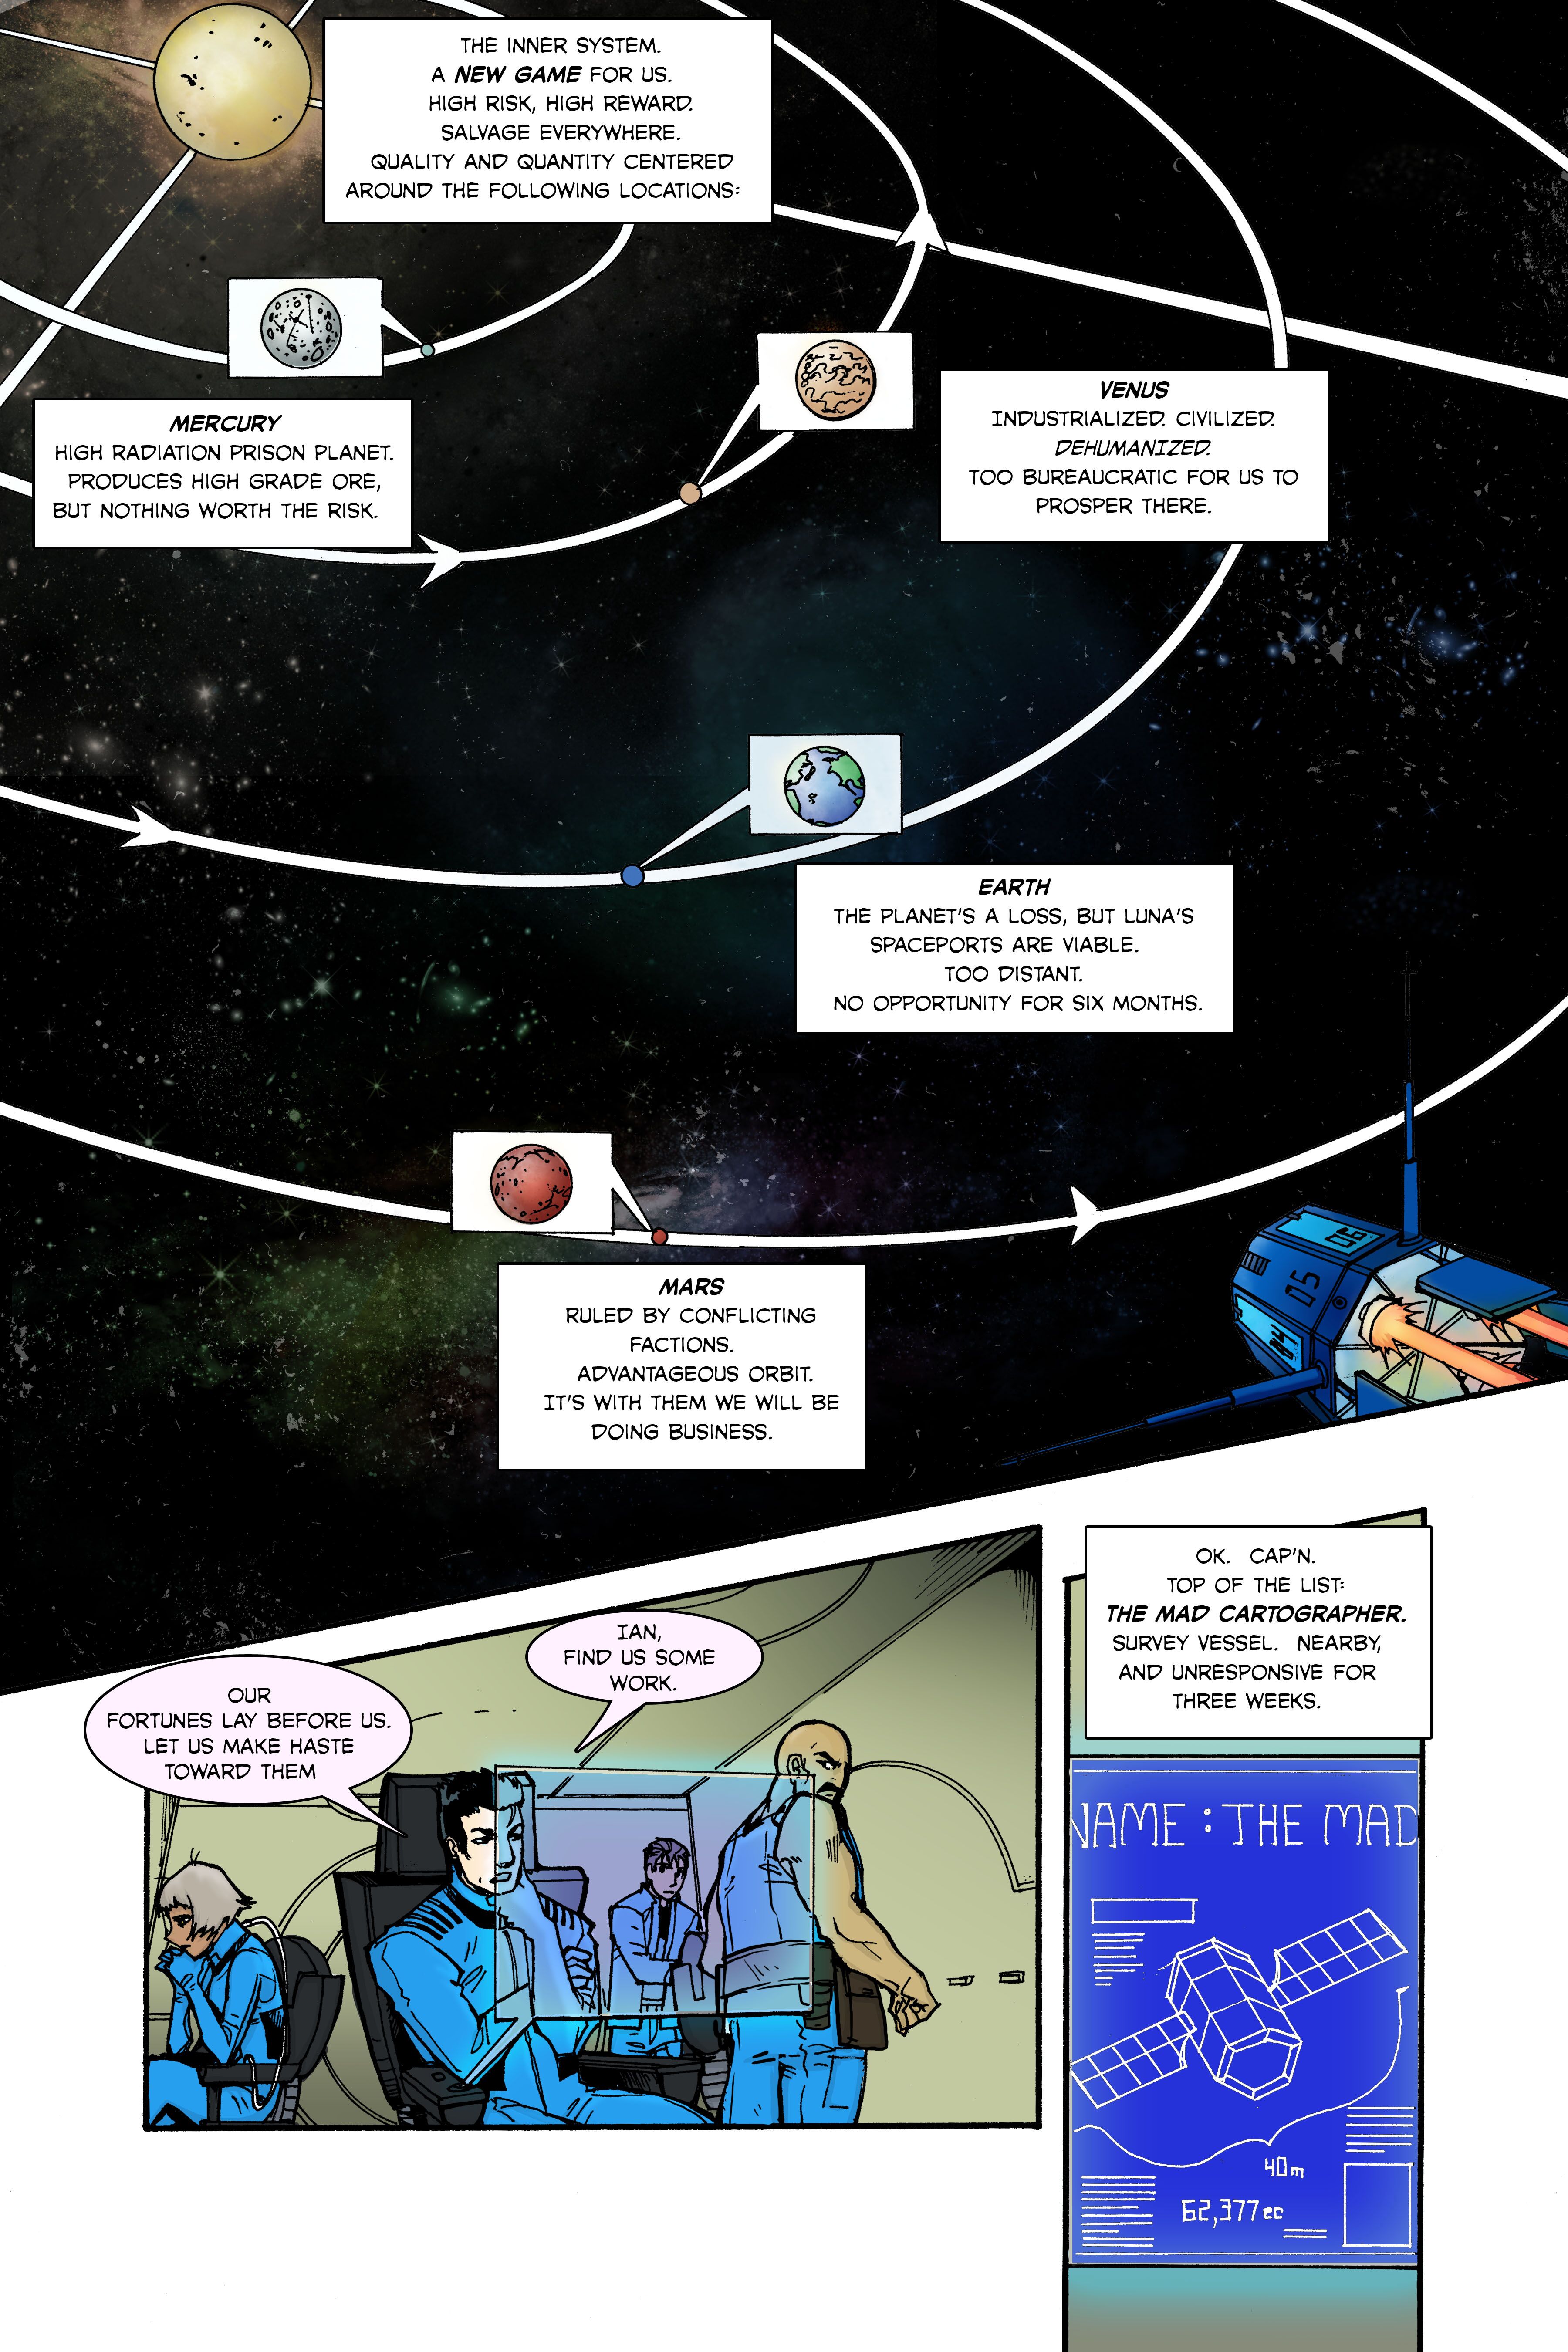 THE INNER SYSTEM.
A NEW GAME FOR US.
HIGH RISK, HIGH REWARD.
SALVAGE EVERYWHERE.
QUALITY AND QUANTITY CENTERED
AROUND THE FOLLOWING LOCATIONS:
MERCURY
HIGH RADIATION PRISON PLANET.
PRODUCES HIGH GRADE ORE,
BUT NOTHING WORTH THE RISK.
VENUS
INDUSTRIALIZED. CIVILIZED.
DEHUMANIZED.
TOO BUREAUCRATIC FOR US TO
PROSPER THERE.
EARTH
THE PLANET'S A LOSS, BUT LUNA'S
SPACEPORTS ARE VIABLE.
TOO DISTANT.
NO OPPORTUNITY FOR SIX MONTHS.
MARS
RULED BY CONFLICTING
FACTIONS.
ADVANTAGEOUS ORBIT.
IT'S WITH THEM WE WILL BE
DOING BUSINESS.
06
05
04
OUR
FORTUNES LAY BEFORE US.
LET US MAKE HASTE
TOWARD THEM
IAN,
FIND US SOME
WORK.
OK. CAP'N.
TOP OF THE LIST:
THE MAD CARTOGRAPHER.
SURVEY VESSEL. NEARBY,
AND UNRESPONSIVE FOR
THREE WEEKS.
NAME : THE MAD
40m
62,377ec